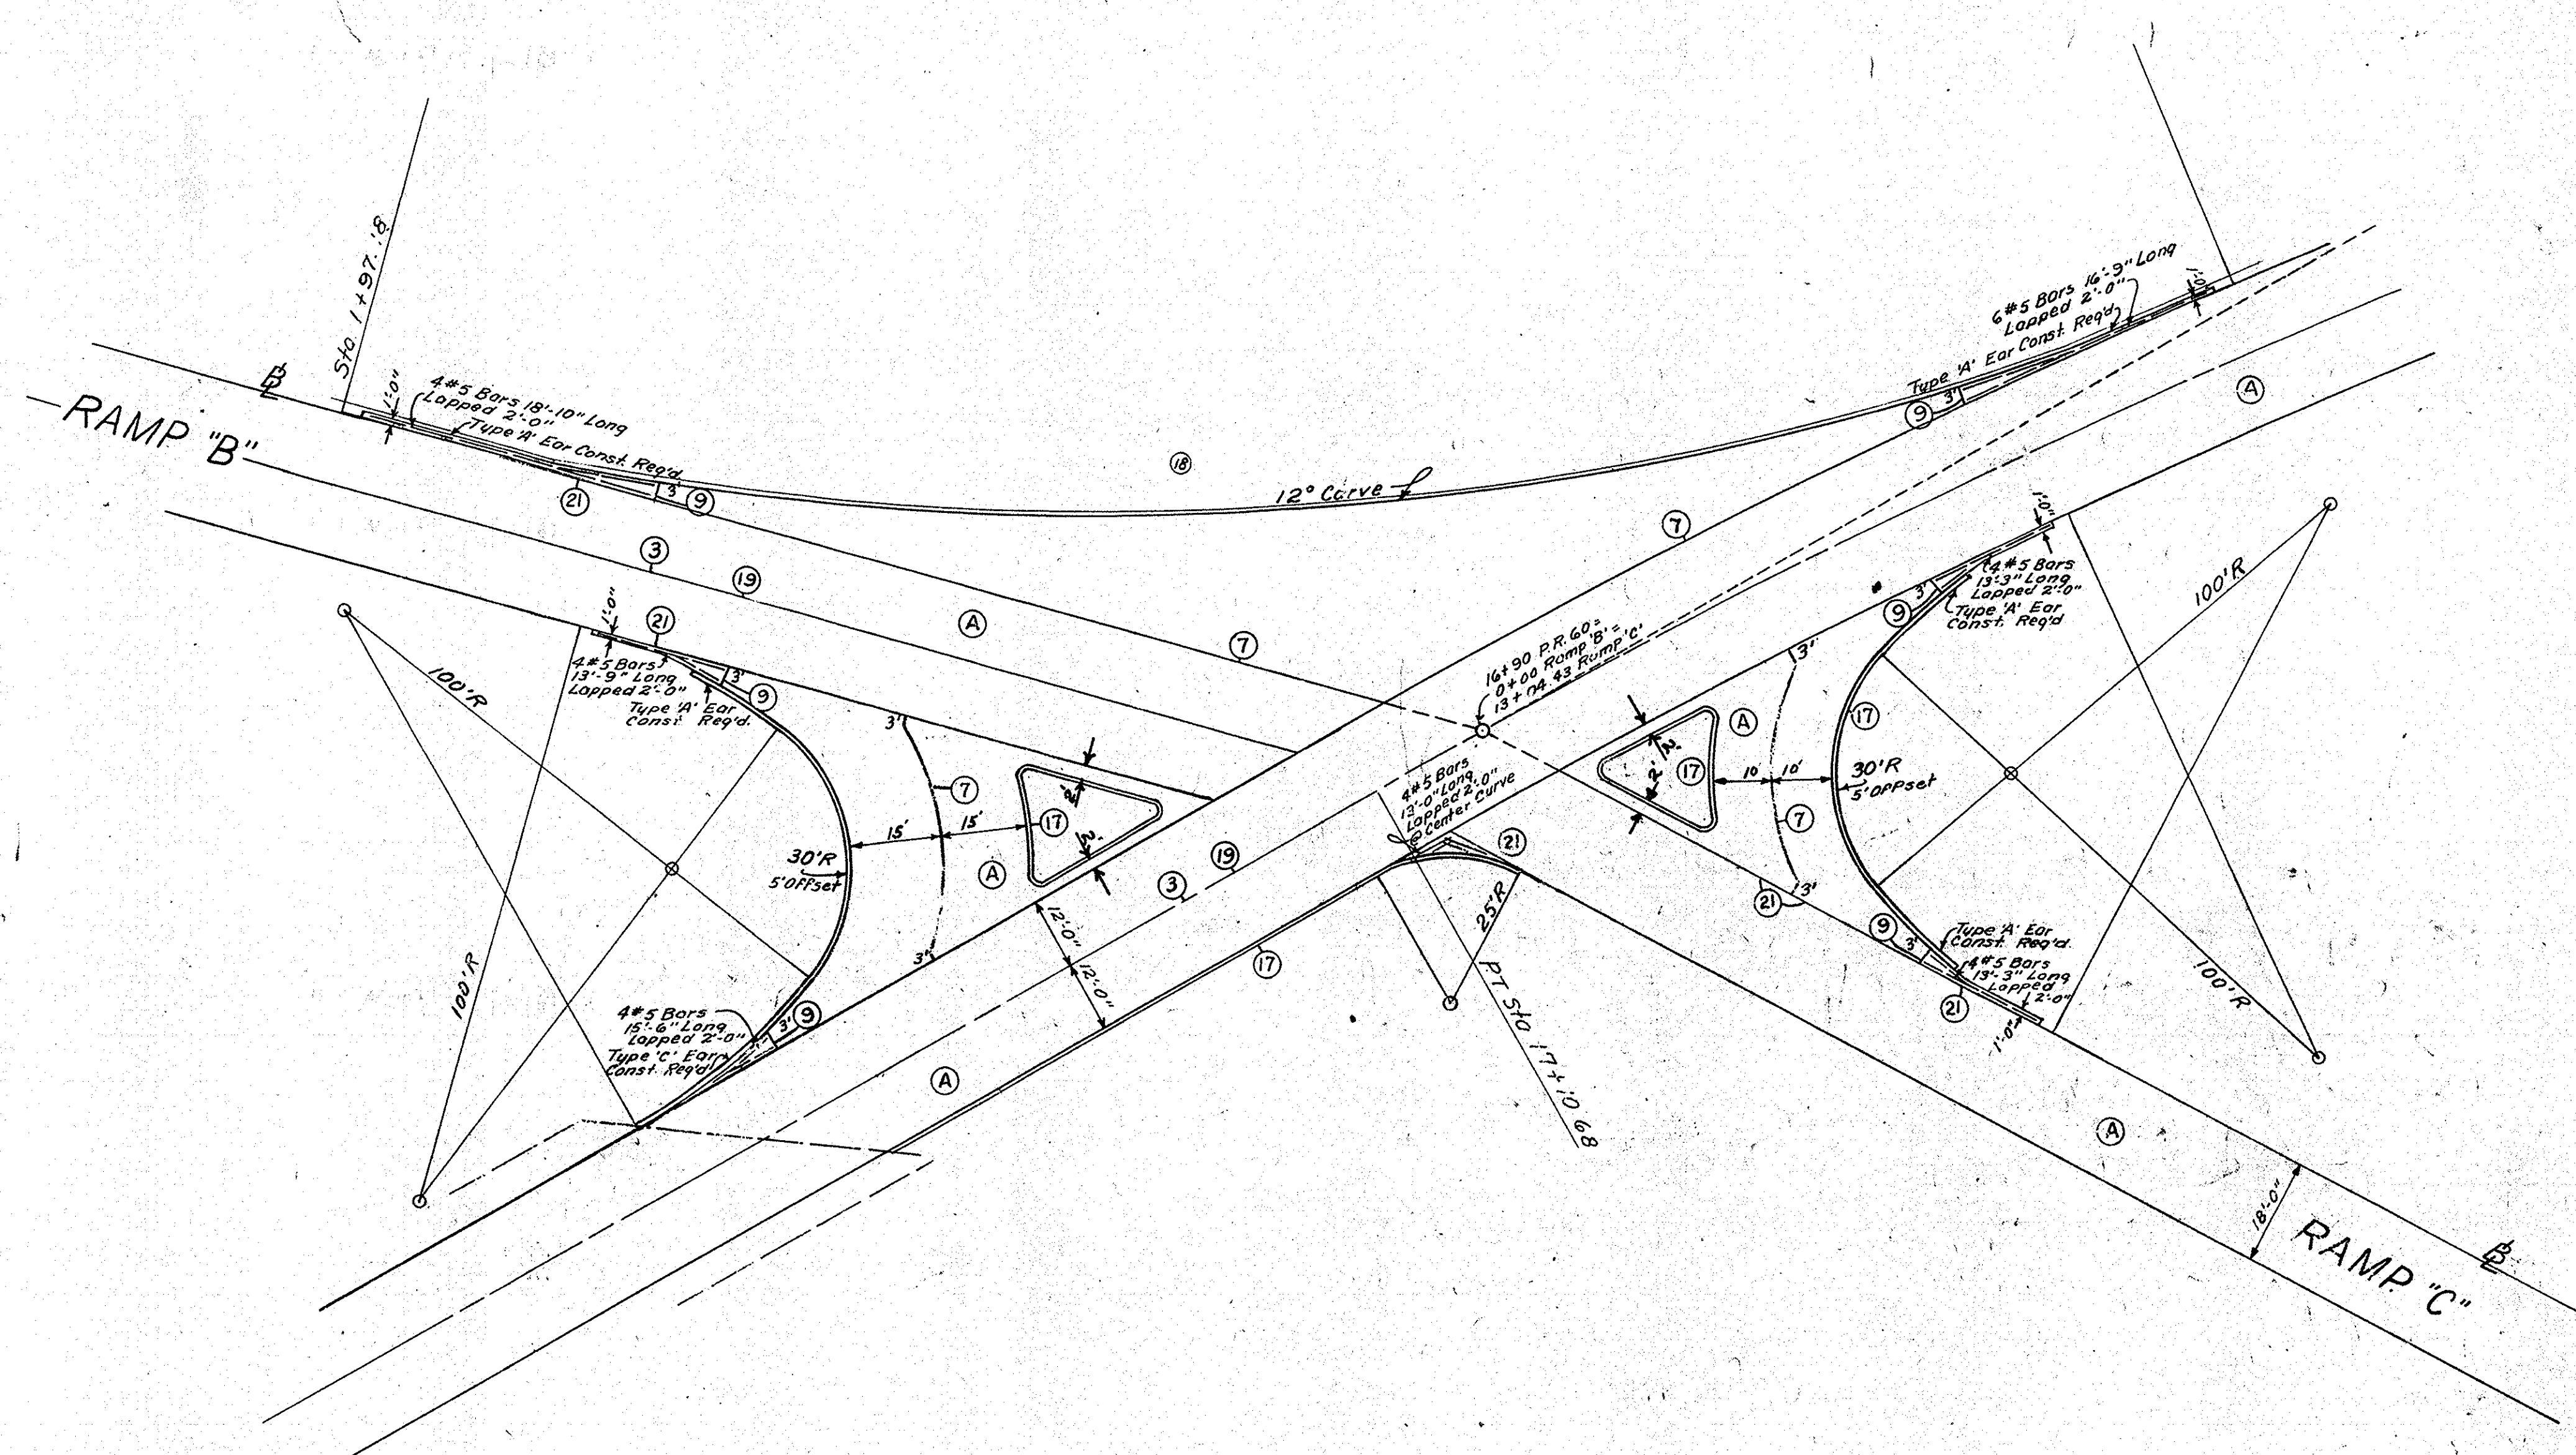 Sta. 1+97.
RAMP "B"
1'-0"
4#5 Bars 18'-10" Long
Lapped 2'-0"
Type 'A' Ear Const. Req'd.
21
3'
9
18
12° Curve
6#5 Bars 16'-9" Long
Lapped 2'-0"
Type 'A' Ear Const. Req'd
1'-0"
3'
9
A
7
3
19
A
7
1'-0"
21
4#5 Bars
13'-9" Long
Lapped 2'-0"
Type 'A' Ear
Const. Req'd.
3'
9
100'R
100'R
3'
7
15'
15'
17
2'
2'
A
30'R
5'Offset
3'
4#5 Bars
15'-6" Long
Lapped 2'-0"
Type 'C' Ear
Const. Req'd
3'
9
12'-0"
12'-0"
A
3
19
17
16+90 P.R. 60=
0+00 Ramp 'B' =
Ramp 'C'
4#5 Bars
13'-0" Long
Lapped 2'-0"
@ Center Curve
21
25'R
PT Sta 17+10 68
2'
2'
17
A
3'
10'
10'
7
3'
21
17
30'R
5'Offset
1'-0"
4#5 Bars
13'-3" Long
Lapped 2'-0"
Type 'A' Ear
Const. Req'd
3'
9
100'R
100'R
9
3'
Type 'A' Ear
Const. Req'd.
4#5 Bars
13'-3" Long
Lapped
2'-0"
21
1'-0"
A
18'-0"
RAMP "C"